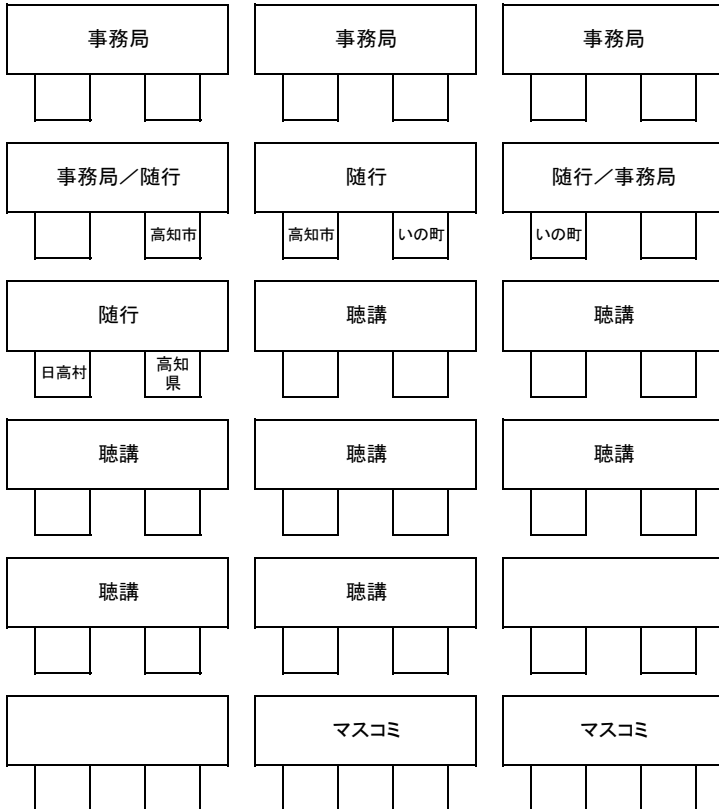 事務局
事務局
事務局
事務局／随行
随行
随行／事務局
高知市
高知市
いの町
いの町
随行
聴講
聴講
日高村
高知
県
聴講
聴講
聴講
聴講
聴講
マスコミ
マスコミ